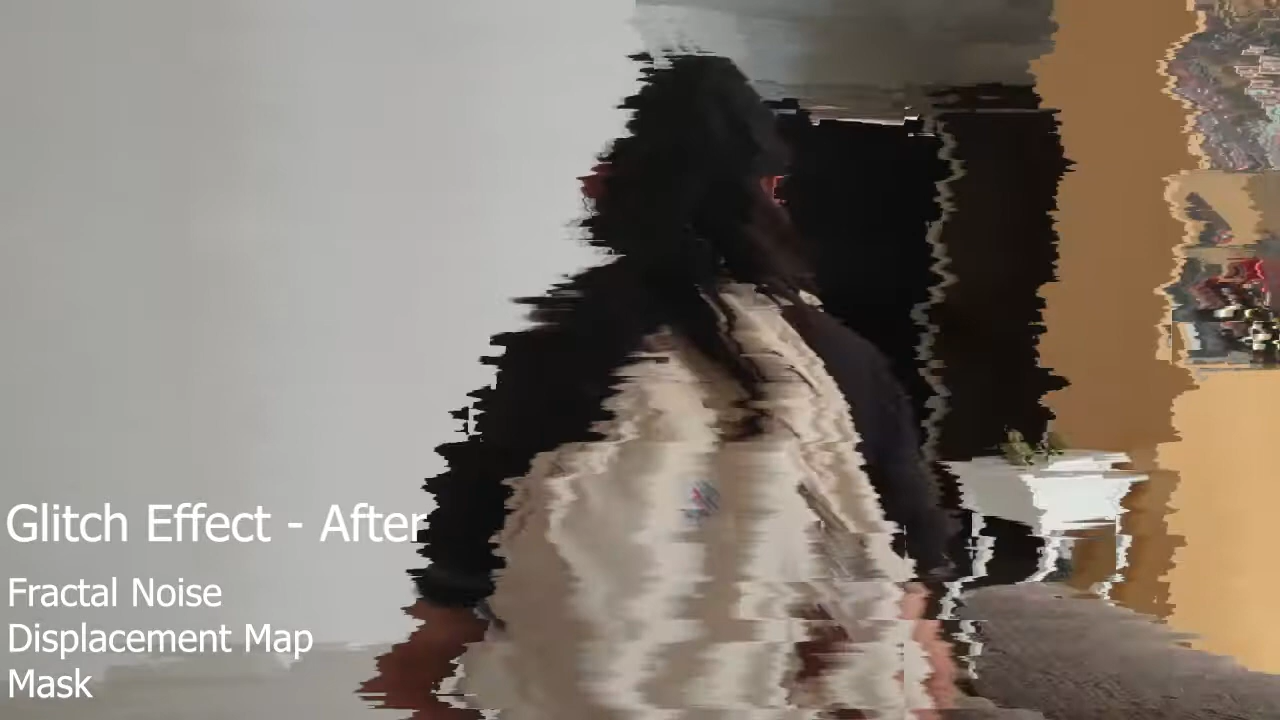 Glitch Effect - After
Fractal Noise
Displacement Map
Mask